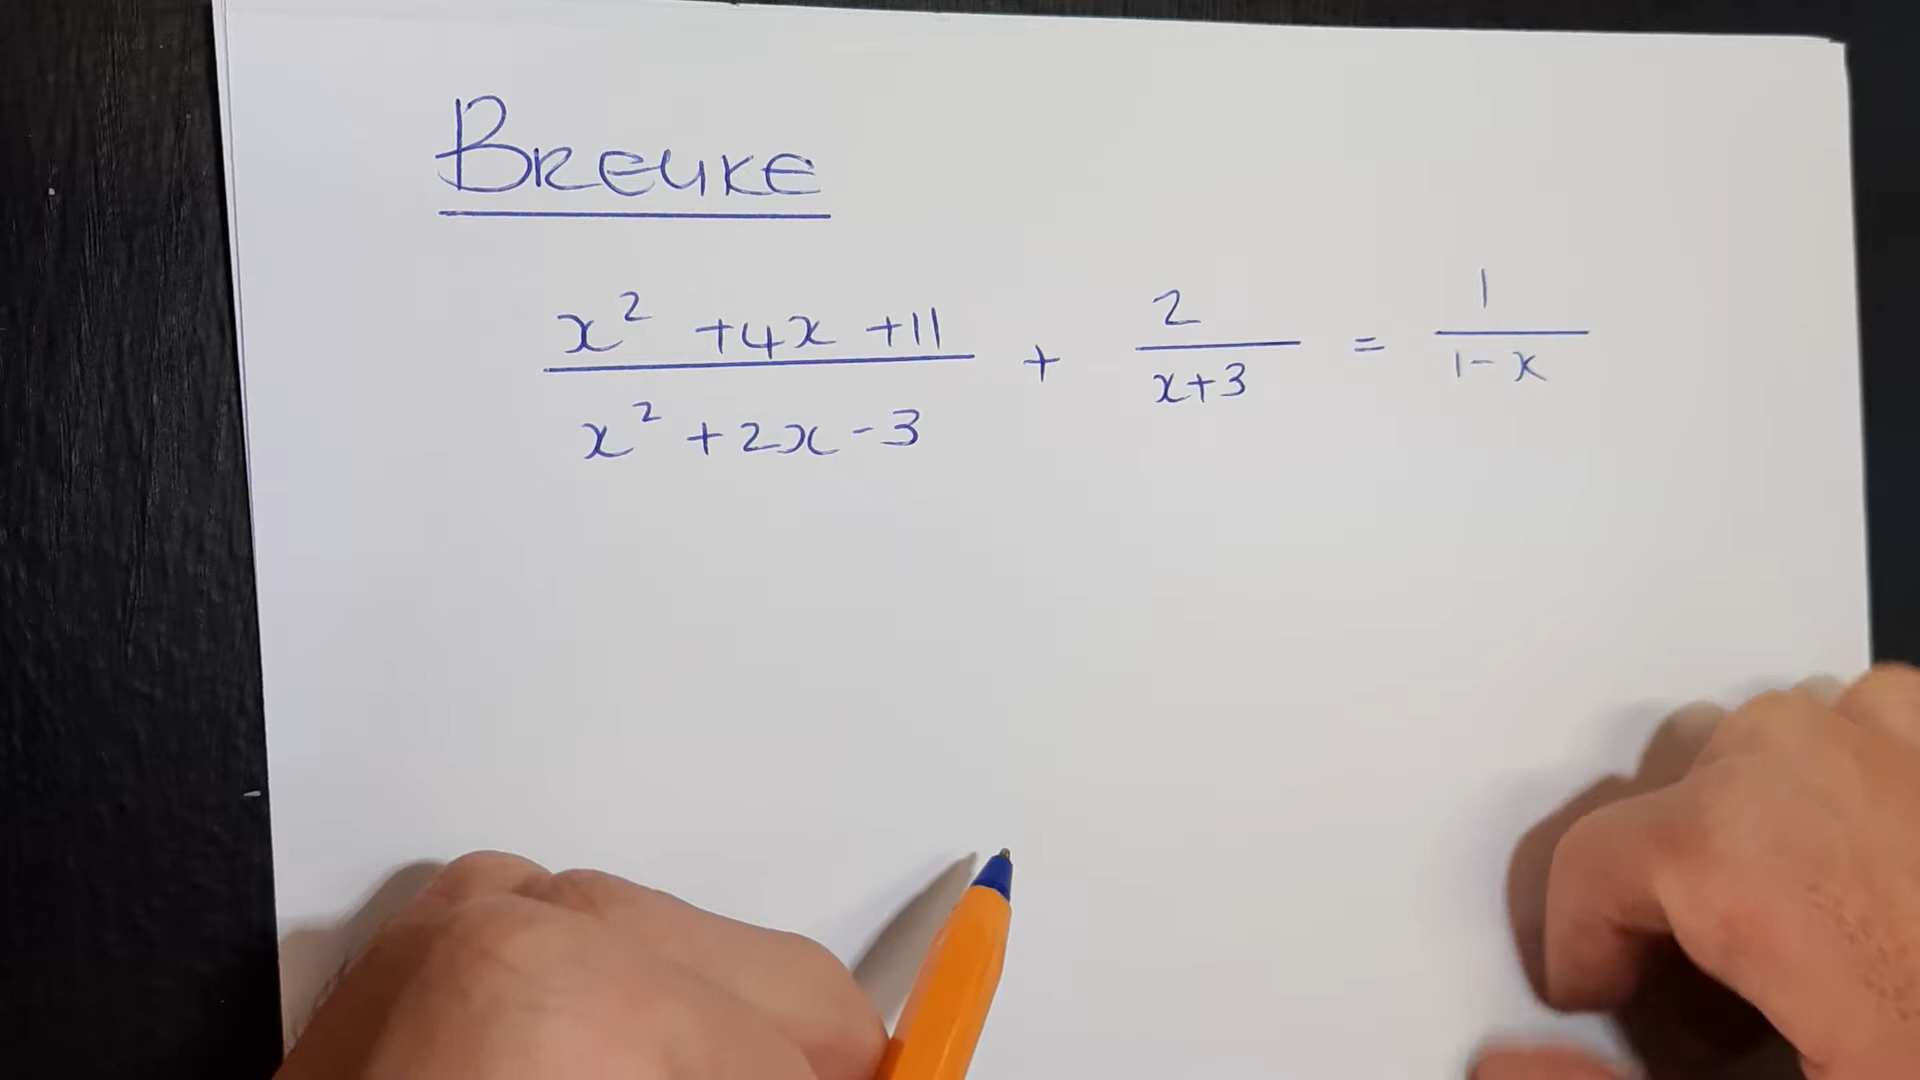 BREUKE
x² +4x +11 / x² +2x -3 + 2 / x+3 = 1 / 1-x